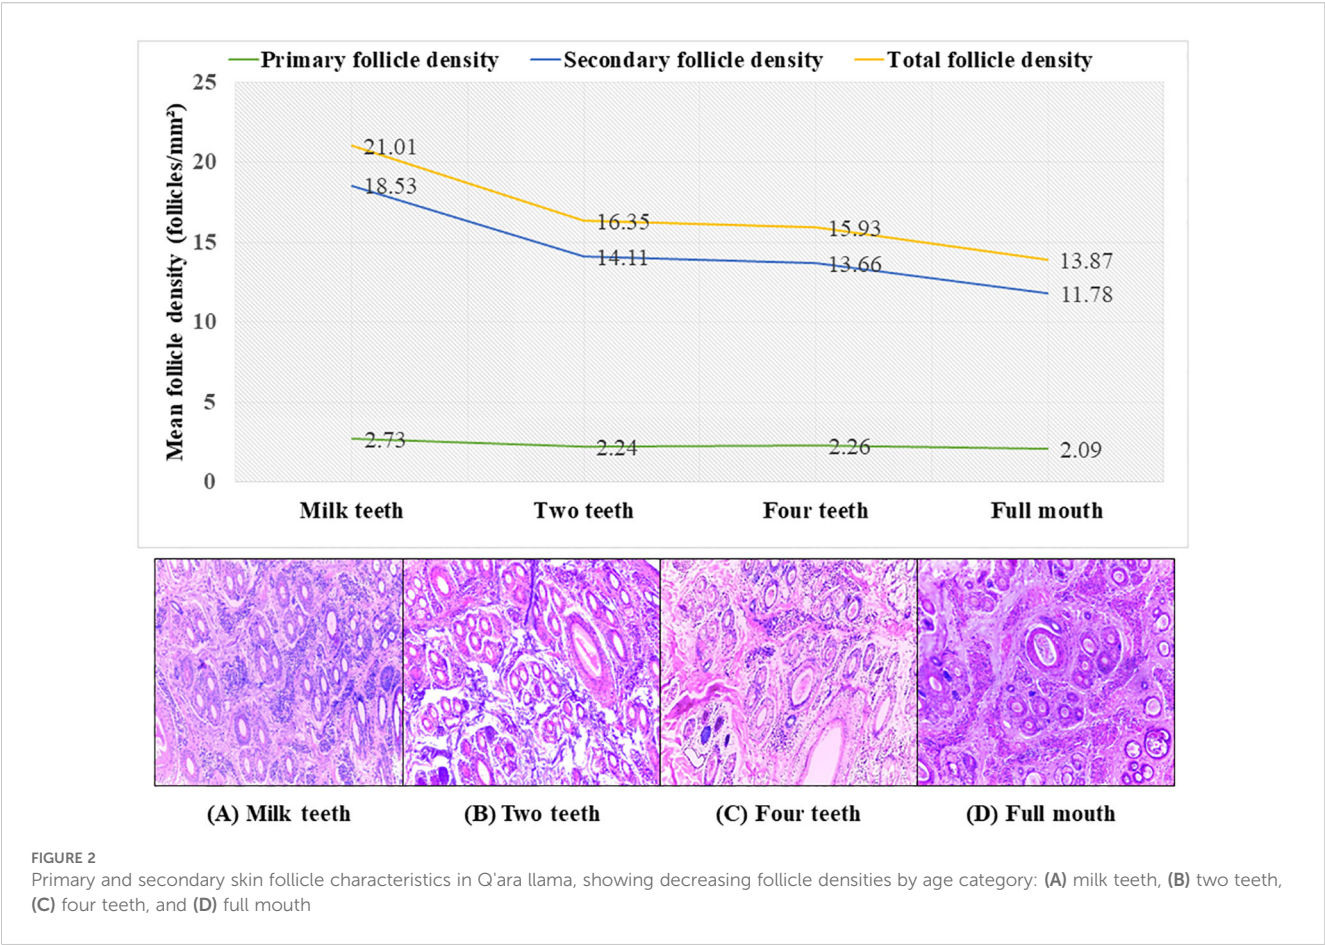 Primary follicle density Secondary follicle density Total follicle density
Mean follicle density (follicles/mm²)
25
20
15
10
5
0
21.01
18.53
16.35
14.11
15.93
13.66
13.87
11.78
2.73
2.24
2.26
2.09
Milk teeth Two teeth Four teeth Full mouth
(A) Milk teeth (B) Two teeth (C) Four teeth (D) Full mouth
FIGURE 2
Primary and secondary skin follicle characteristics in Q'ara llama, showing decreasing follicle densities by age category: (A) milk teeth, (B) two teeth,
(C) four teeth, and (D) full mouth